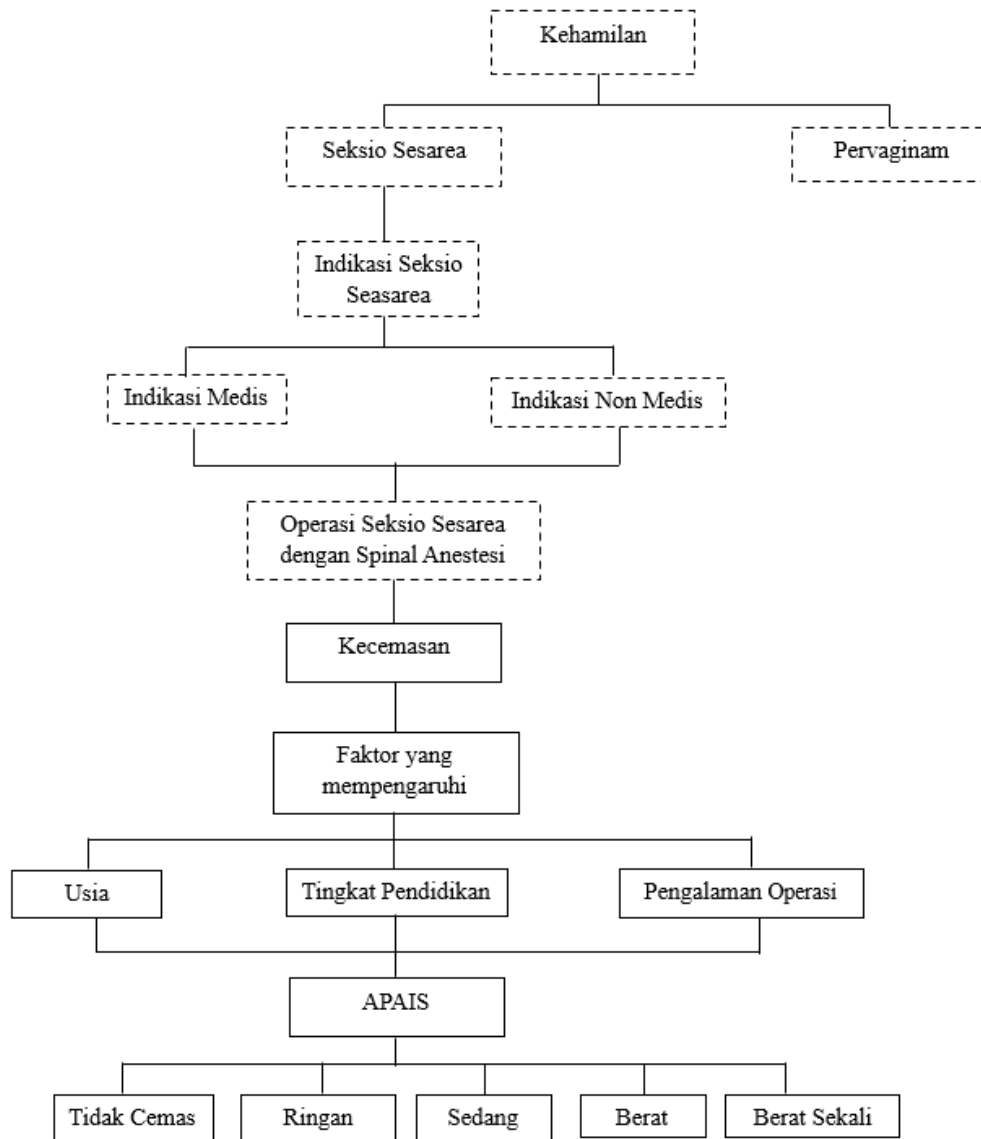 Kehamilan
Seksio Sesarea
Pervaginam
Indikasi Seksio
Seasarea
Indikasi Medis
Indikasi Non Medis
Operasi Seksio Sesarea
dengan Spinal Anestesi
Kecemasan
Faktor yang
mempengaruhi
Usia
Tingkat Pendidikan
Pengalaman Operasi
APAIS
Tidak Cemas
Ringan
Sedang
Berat
Berat Sekali